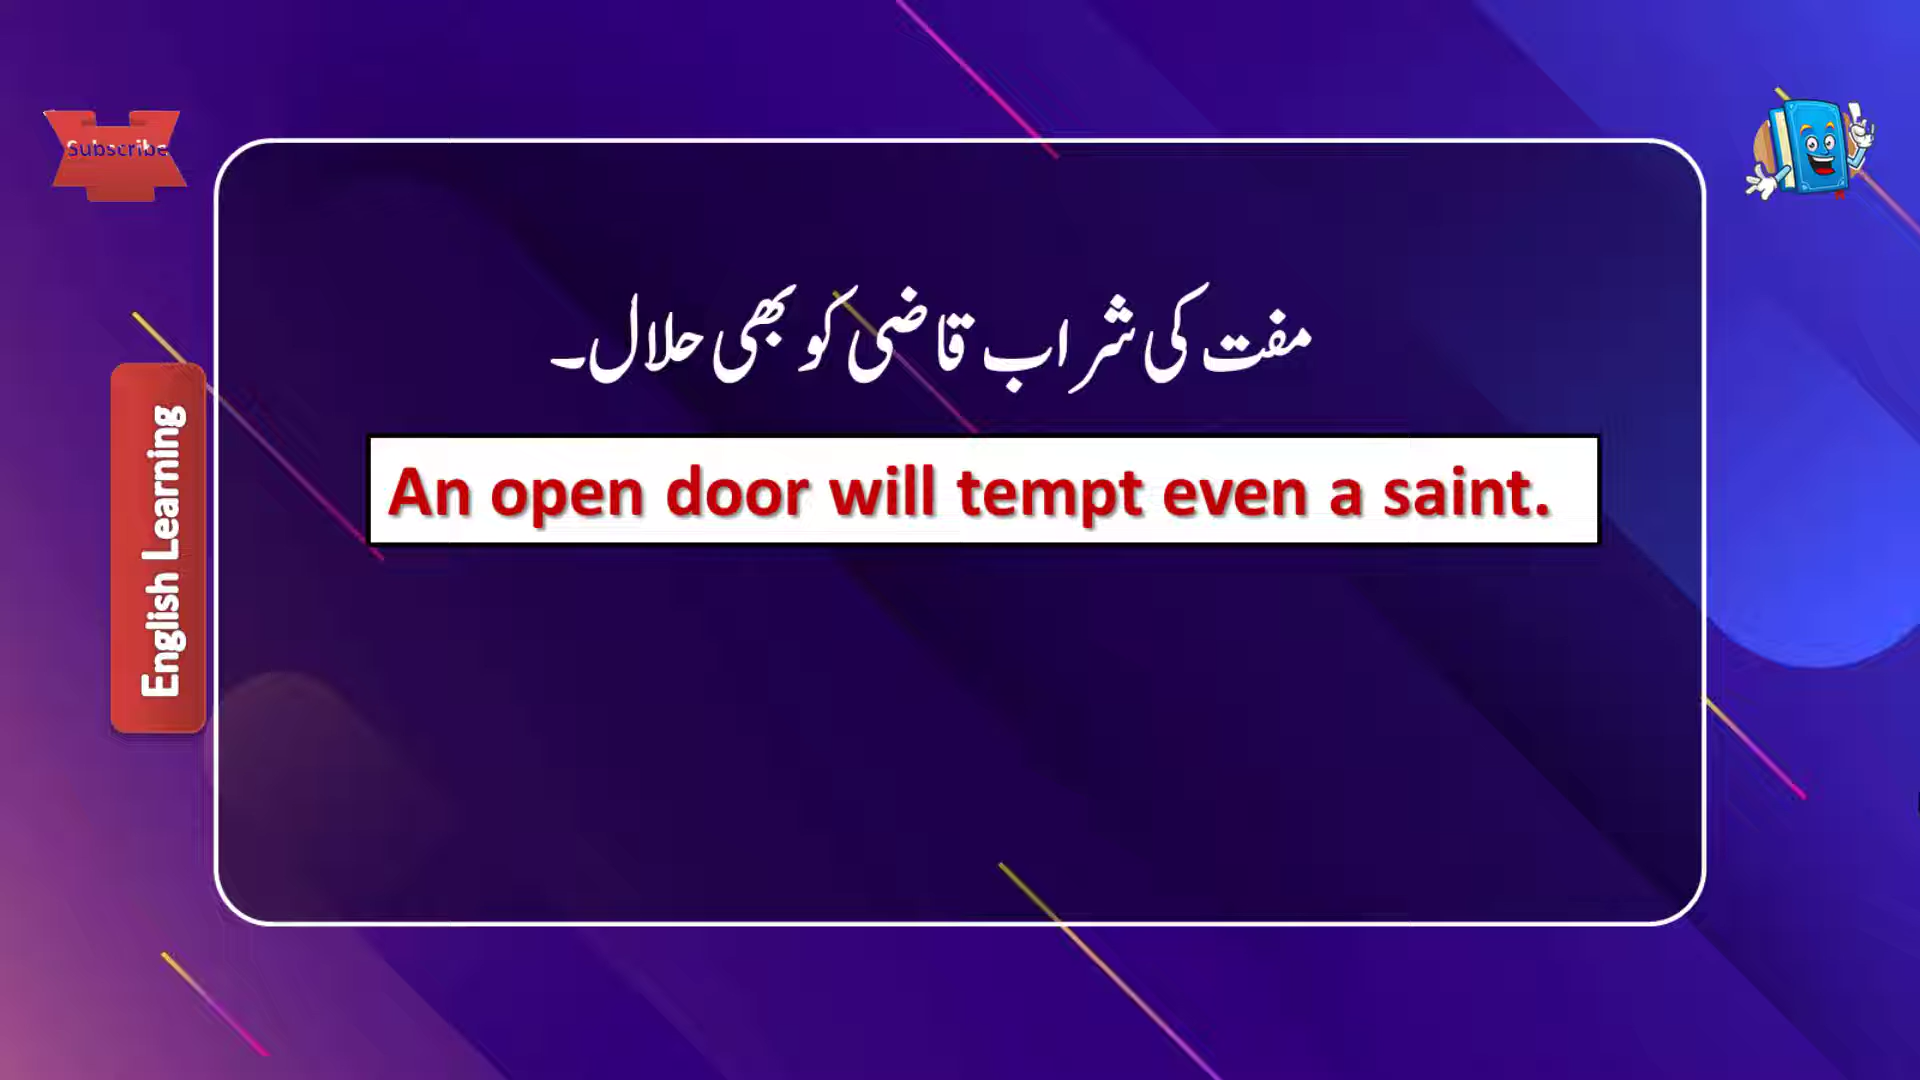 Subscribe
مفت کی شراب قاضی کو بھی حلال۔
An open door will tempt even a saint.
English Learning